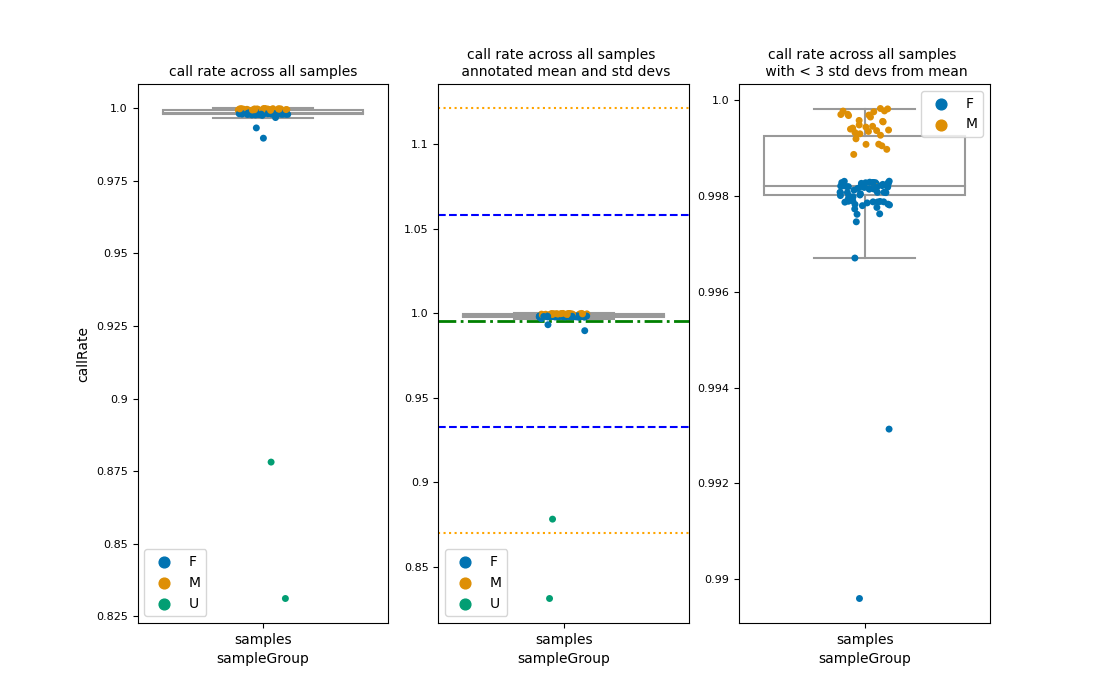 call rate across all samples
1.0
0.975
0.95
0.925
0.9
0.875
0.85
0.825
callRate
F
M
U
samples
sampleGroup
call rate across all samples
annotated mean and std devs
1.1
1.05
1.0
0.95
0.9
0.85
F
M
U
samples
sampleGroup
call rate across all samples
with < 3 std devs from mean
1.0
0.998
0.996
0.994
0.992
0.99
F
M
samples
sampleGroup